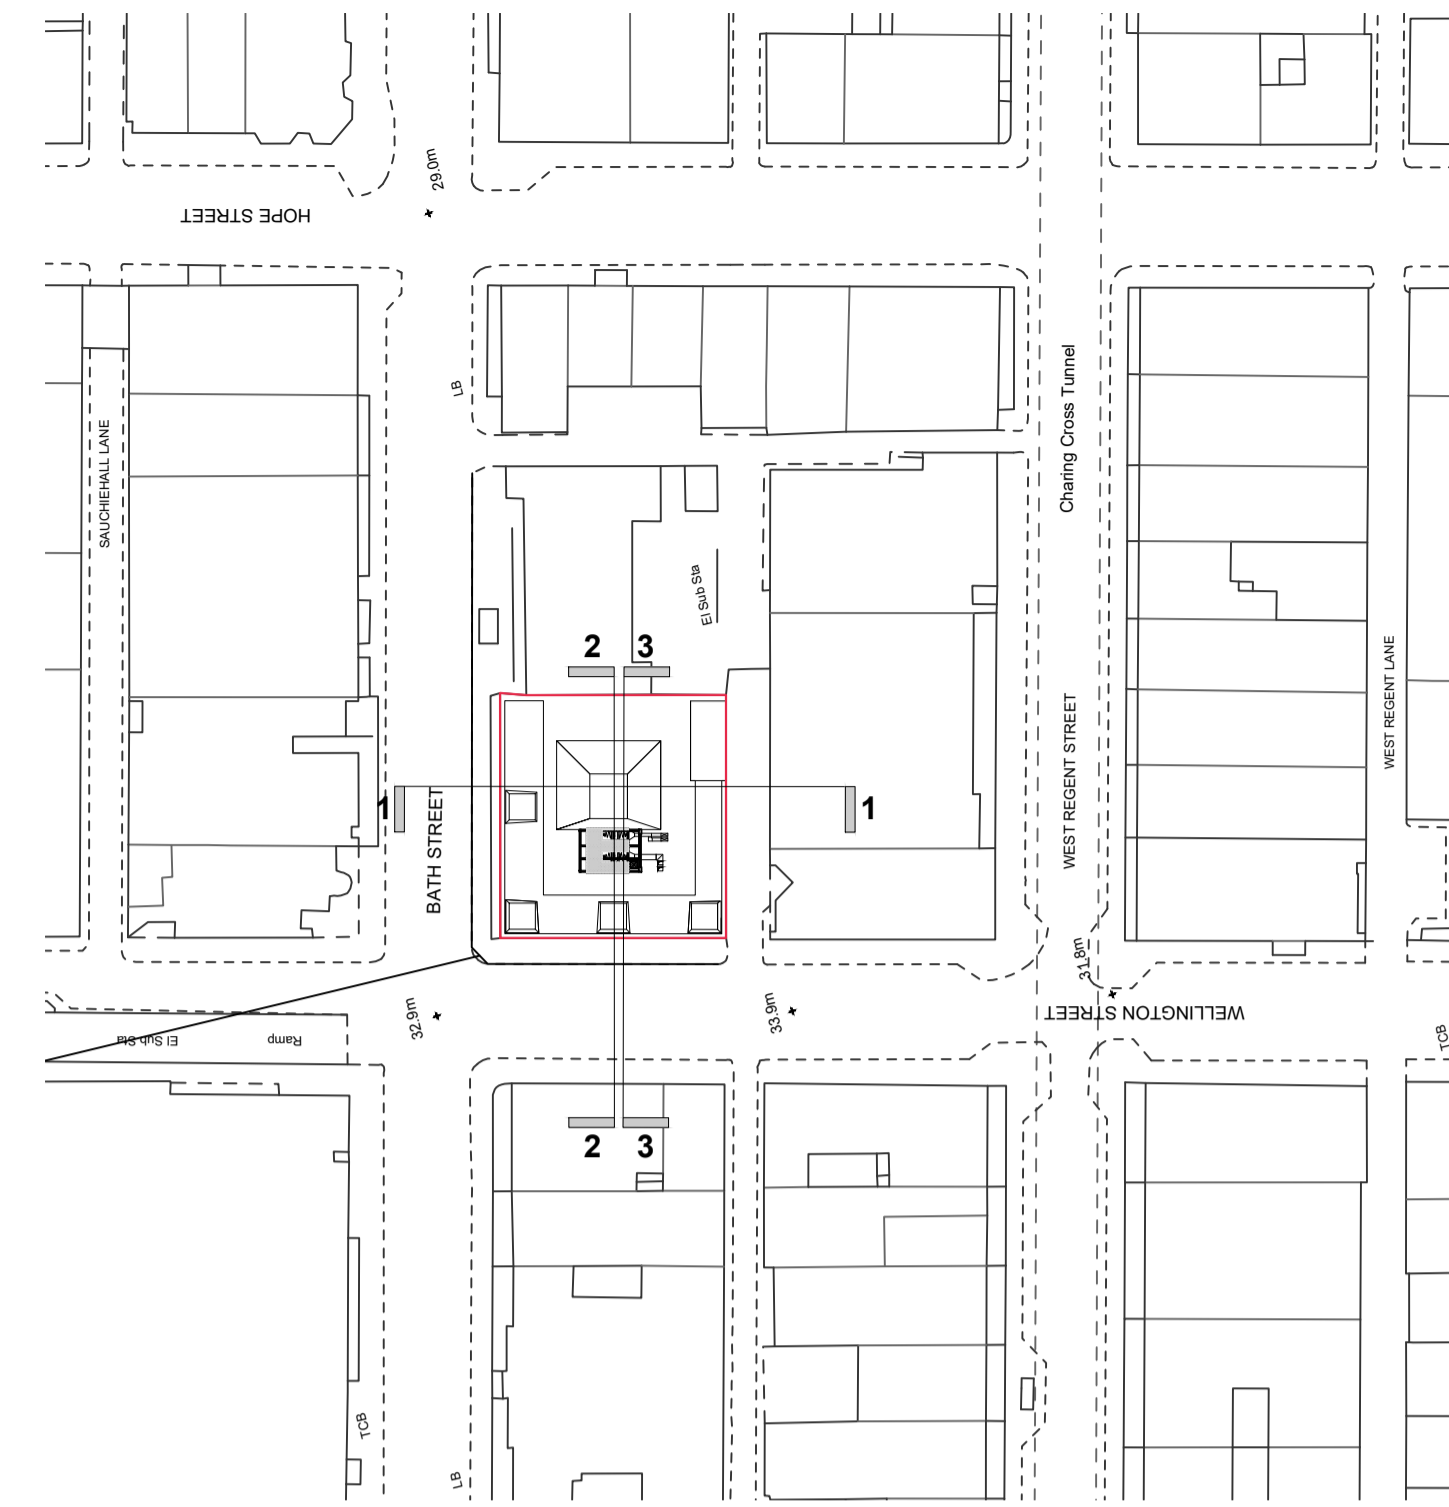 29.0m
HOPE STREET
LB
Charing Cross Tunnel
SAUCHIEHALL LANE
El Sub Sta
2 3
WEST REGENT STREET
WEST REGENT LANE
1 1
BATH STREET
31.8m
32.9m
33.9m
WELLINGTON STREET
El Sub Sta
Ramp
TCB
2 3
TCB
LB